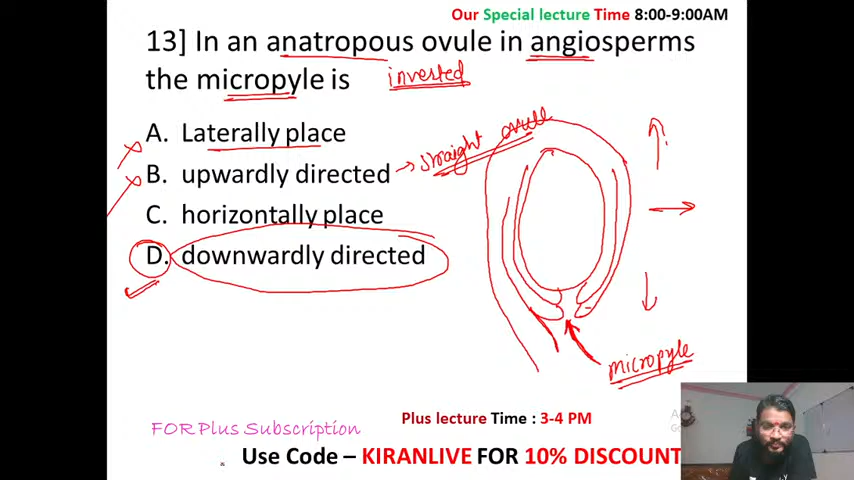 Our Special lecture Time 8:00-9:00AM
13] In an anatropous ovule in angiosperms
the micropyle is
invested
A. Laterally place
B. upwardly directed
straight ovule
C. horizontally place
D. downwardly directed
micropyle
Plus lecture Time : 3-4 PM
FOR Plus Subscription
Use Code – KIRANLIVE FOR 10% DISCOUNT